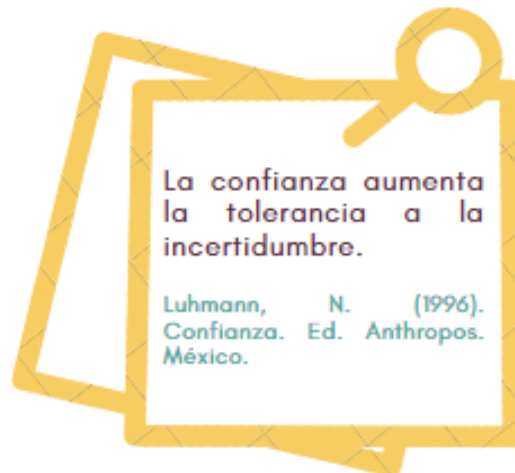 La confianza aumenta
la tolerancia a la
incertidumbre.
Luhmann, N. (1996).
Confianza. Ed. Anthropos.
México.